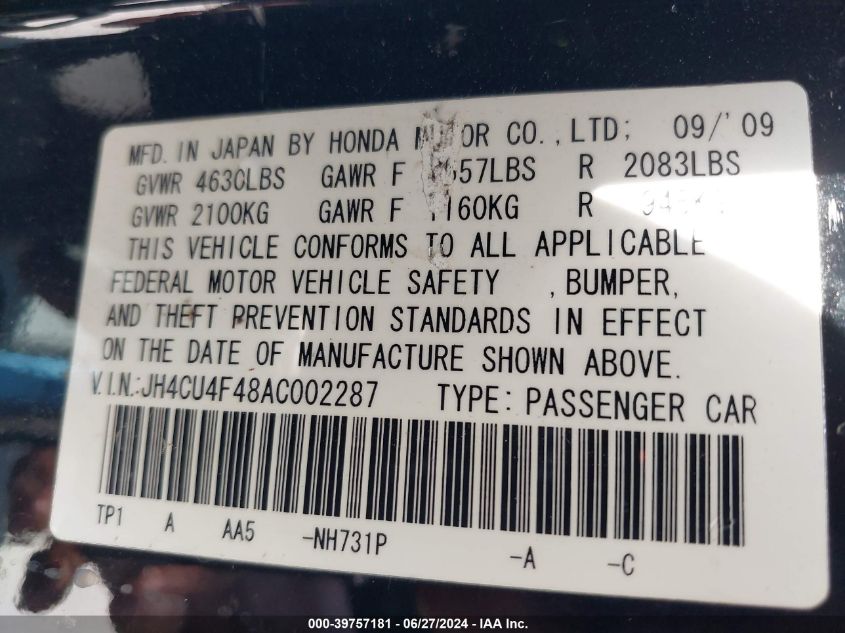 MFD. IN JAPAN BY HONDA CO., LTD; 09/'09
GVWR 4630LBS GAWR F R 2083LBS
GVWR 2100KG GAWR F R
THIS VEHICLE CONFORMS TO ALL APPLICABLE
FEDERAL MOTOR VEHICLE SAFETY , BUMPER,
AND THEFT PREVENTION STANDARDS IN EFFECT
ON THE DATE OF MANUFACTURE SHOWN ABOVE.
V.I.N.:JH4CU4F48AC002287 TYPE: PASSENGER CAR
TP1 A AA5 -NH731P -A -C
000-39757181 - 06/27/2024 - IAA Inc.